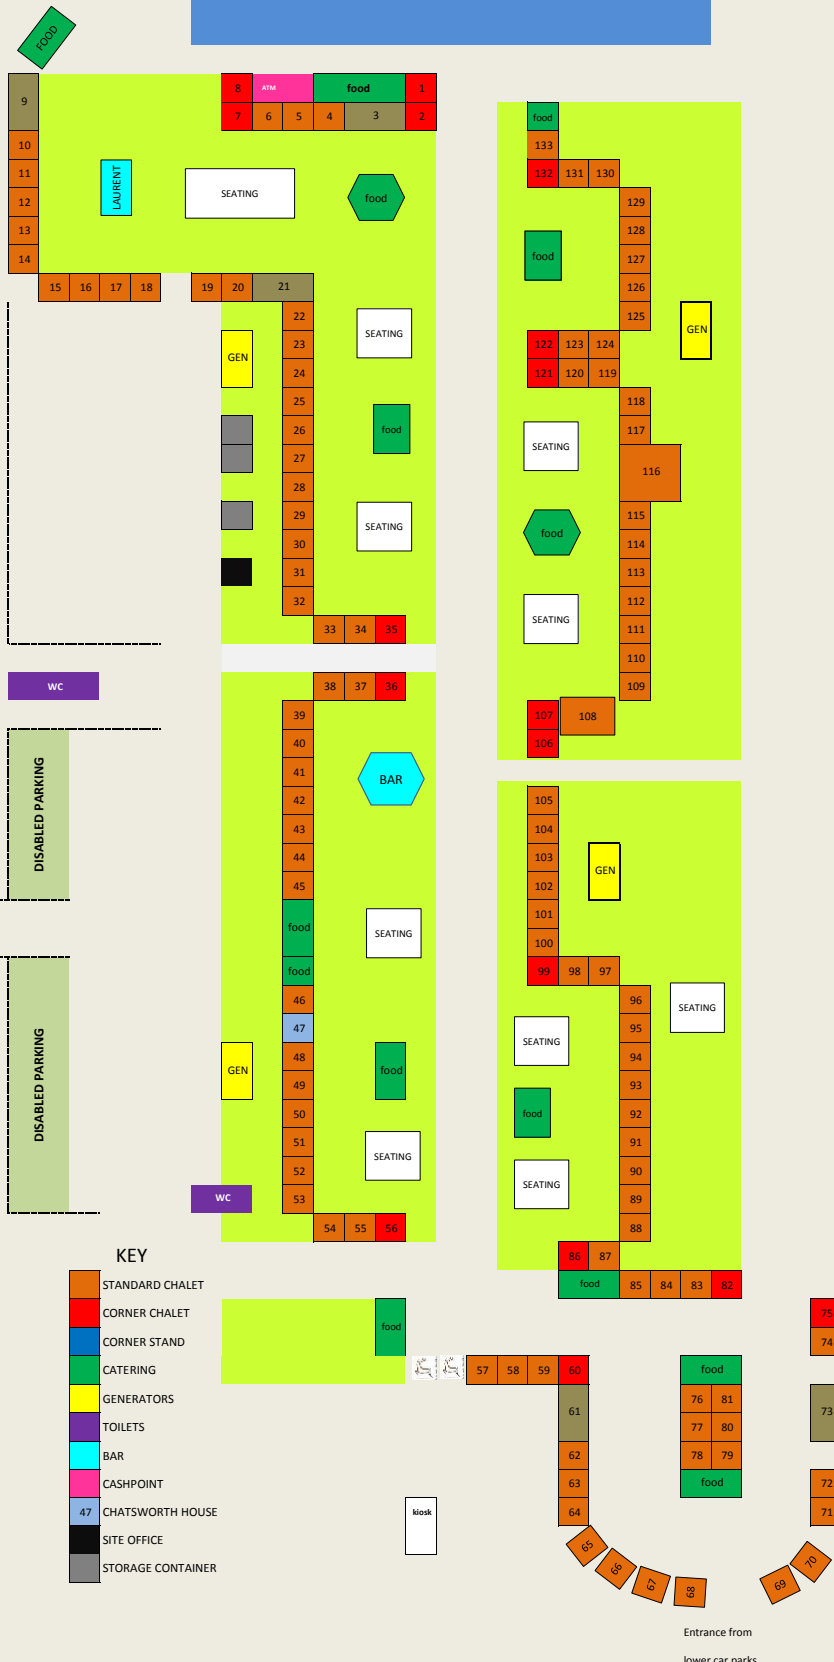 FOOD
8
ATM
food
1
7
6
5
4
3
2
9
10
11
12
13
14
LAURENT
SEATING
food
15
16
17
18
19
20
21
22
23
24
25
26
27
28
29
30
31
32
33
34
35
GEN
SEATING
food
SEATING
WC
38
37
36
39
40
41
42
43
44
45
food
food
46
47
48
49
50
51
52
53
54
55
56
BAR
SEATING
food
SEATING
GEN
WC
DISABLED PARKING
DISABLED PARKING
food
133
132
131
130
129
128
127
126
125
food
GEN
122
123
124
121
120
119
118
117
116
115
114
113
112
111
110
109
SEATING
food
SEATING
107
108
106
105
104
103
102
101
100
99
98
97
GEN
96
95
94
93
92
91
90
89
88
SEATING
SEATING
food
SEATING
86
87
food
85
84
83
82
KEY
STANDARD CHALET
CORNER CHALET
CORNER STAND
CATERING
GENERATORS
TOILETS
BAR
CASHPOINT
47 CHATSWORTH HOUSE
SITE OFFICE
STORAGE CONTAINER
food
57
58
59
60
61
62
63
64
65
66
67
68
69
70
kiosk
food
76
81
77
80
78
79
food
75
74
73
72
71
Entrance from
lower car parks